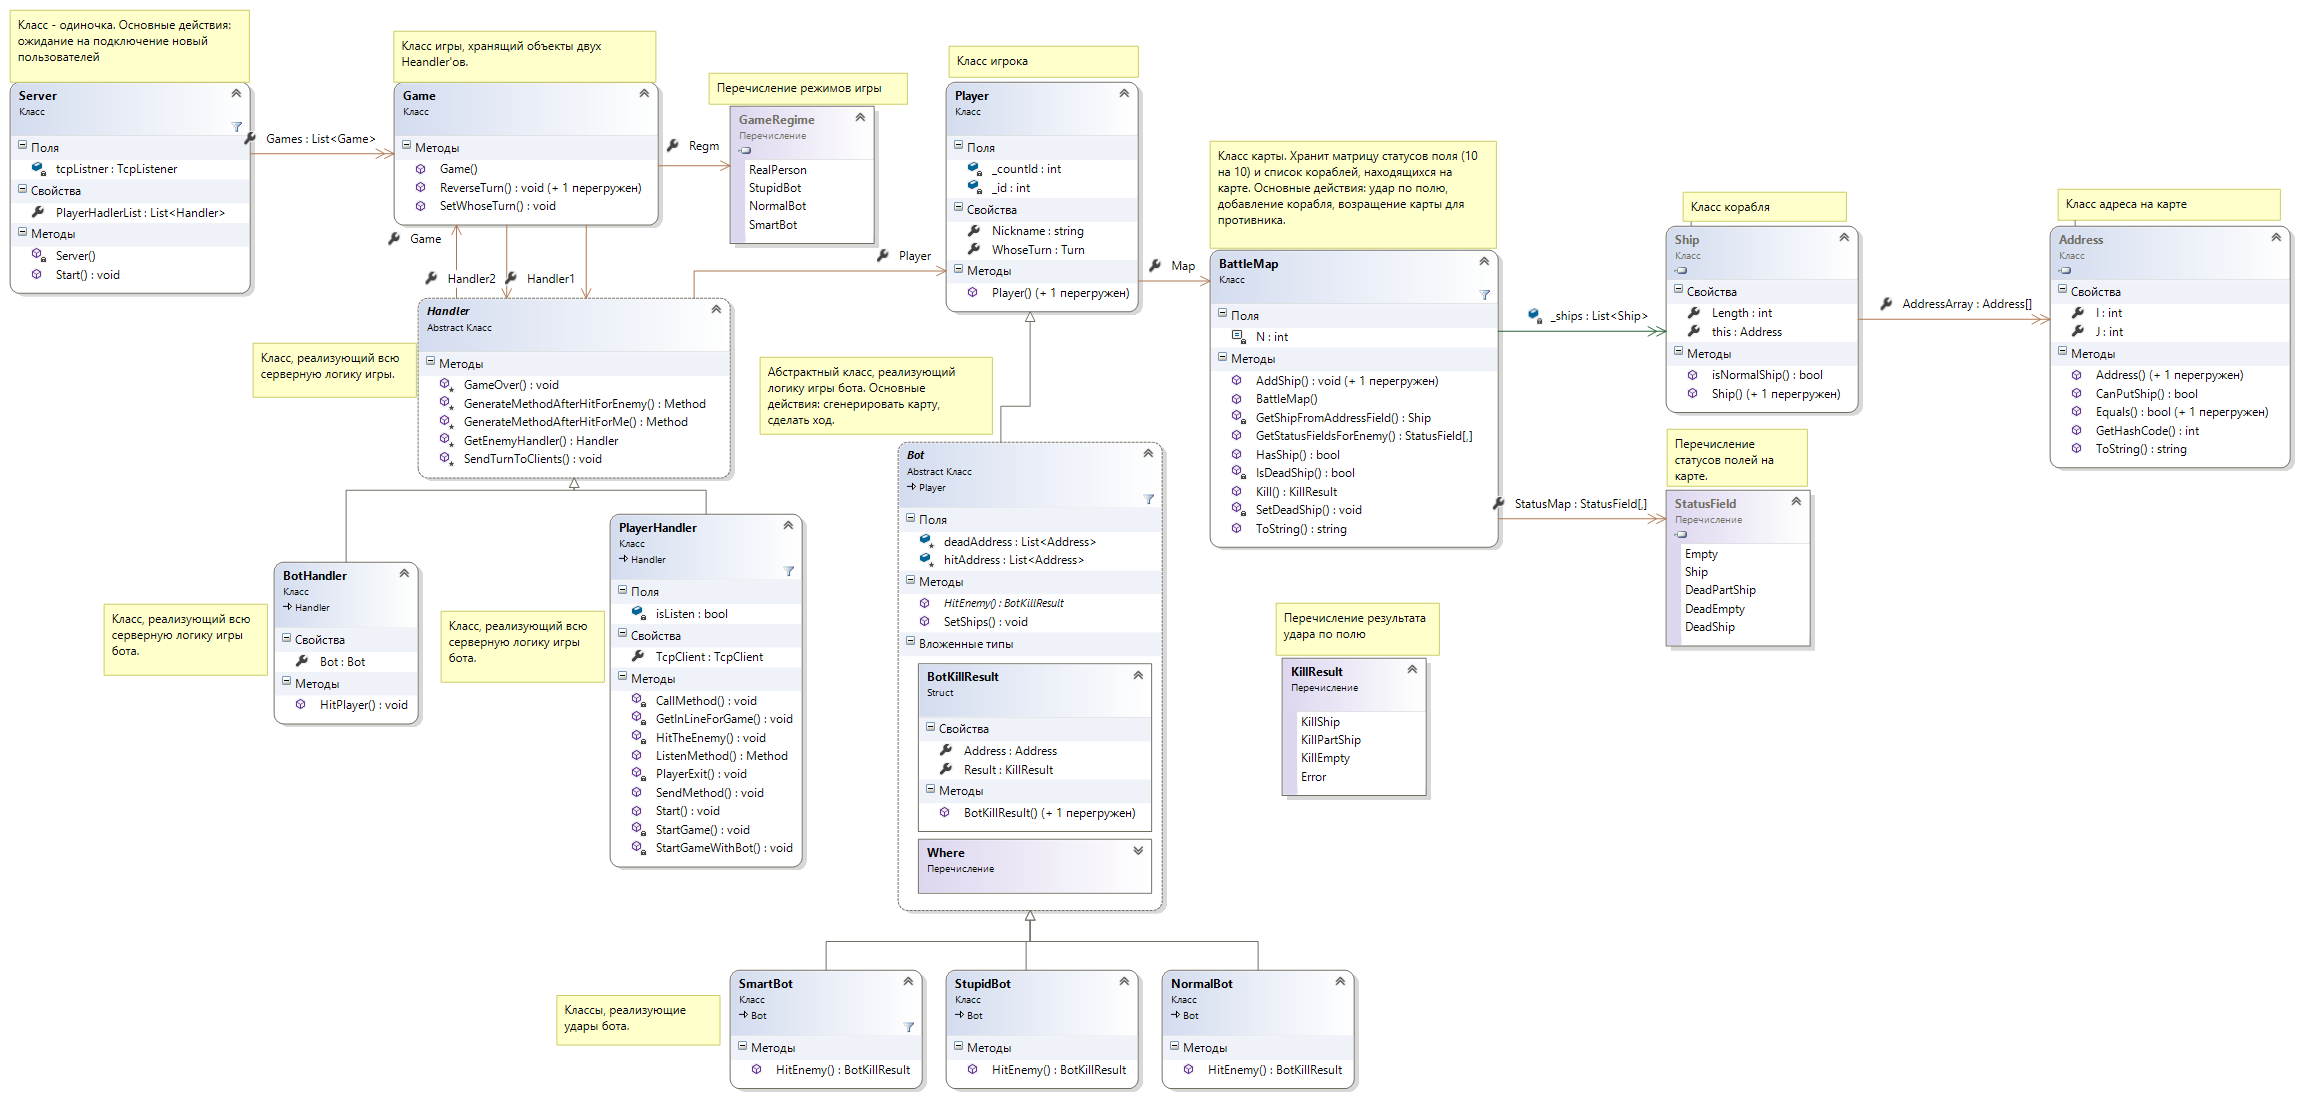 Класс - одиночка. Основные действия:
ожидание на подключение новый
пользователей
Server
Класс
Поля
tcpListner : TcpListener
Свойства
PlayerHadlerList : List<Handler>
Методы
Server()
Start() : void
Games : List<Game>
Класс игры, хранящий объекты двух
Heandler'ов.
Game
Класс
Методы
Game()
ReverseTurn() : void (+ 1 перегружен)
SetWhoseTurn() : void
Regm
Перечисление режимов игры
GameRegime
Перечисление
RealPerson
StupidBot
NormalBot
SmartBot
Game
Handler2
Handler1
Player
Класс, реализующий всю
серверную логику игры.
Handler
Abstract Класс
Методы
GameOver() : void
GenerateMethodAfterHitForEnemy() : Method
GenerateMethodAfterHitForMe() : Method
GetEnemyHandler() : Handler
SendTurnToClients() : void
Класс, реализующий всю
серверную логику игры
бота.
BotHandler
Класс
Handler
Свойства
Bot : Bot
Методы
HitPlayer() : void
Класс, реализующий всю
серверную логику игры
бота.
PlayerHandler
Класс
Handler
Поля
isListen : bool
Свойства
TcpClient : TcpClient
Методы
CallMethod() : void
GetInLineForGame() : void
HitTheEnemy() : void
ListenMethod() : Method
PlayerExit() : void
SendMethod() : void
Start() : void
StartGame() : void
StartGameWithBot() : void
Класс игрока
Player
Класс
Поля
_countId : int
_id : int
Свойства
Nickname : string
WhoseTurn : Turn
Методы
Player() (+ 1 перегружен)
Map
Абстрактный класс, реализующий
логику игры бота. Основные
действия: сгенерировать карту,
сделать ход.
Bot
Abstract Класс
Player
Поля
deadAddress : List<Address>
hitAddress : List<Address>
Методы
HitEnemy() : BotKillResult
SetShips() : void
Вложенные типы
BotKillResult
Struct
Свойства
Address : Address
Result : KillResult
Методы
BotKillResult() (+ 1 перегружен)
Where
Перечисление
Классы, реализующие
удары бота.
SmartBot
Класс
Bot
Методы
HitEnemy() : BotKillResult
StupidBot
Класс
Bot
Методы
HitEnemy() : BotKillResult
NormalBot
Класс
Bot
Методы
HitEnemy() : BotKillResult
Класс карты. Хранит матрицу статусов поля (10
на 10) и список кораблей, находящихся на
карте. Основные действия: удар по полю,
добавление корабля, возращение карты для
противника.
BattleMap
Класс
Поля
N : int
Методы
AddShip() : void (+ 1 перегружен)
BattleMap()
GetShipFromAddressField() : Ship
GetStatusFieldsForEnemy() : StatusField[,]
HasShip() : bool
IsDeadShip() : bool
Kill() : KillResult
SetDeadShip() : void
ToString() : string
_ships : List<Ship>
StatusMap : StatusField[,]
Перечисление результата
удара по полю
KillResult
Перечисление
KillShip
KillPartShip
KillEmpty
Error
Класс корабля
Ship
Класс
Свойства
Length : int
this : Address
Методы
isNormalShip() : bool
Ship() (+ 1 перегружен)
AddressArray : Address[]
Перечисление
статусов полей на
карте.
StatusField
Перечисление
Empty
Ship
DeadPartShip
DeadEmpty
DeadShip
Класс адреса на карте
Address
Класс
Свойства
I : int
J : int
Методы
Address() (+ 1 перегружен)
CanPutShip() : bool
Equals() : bool (+ 1 перегружен)
GetHashCode() : int
ToString() : string